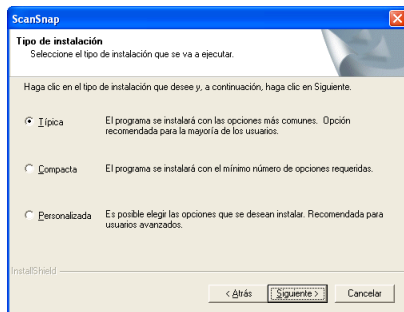 ScanSnap
Tipo de instalación
Seleccione el tipo de instalación que se va a ejecutar.
Haga clic en el tipo de instalación que desee y, a continuación, haga clic en Siguiente.
Típica
El programa se instalará con las opciones más comunes. Opción
recomendada para la mayoría de los usuarios.
Compacta
El programa se instalará con el mínimo número de opciones requeridas.
Personalizada
Es posible elegir las opciones que se desean instalar. Recomendada para
usuarios avanzados.
InstallShield
< Atrás
Siguiente >
Cancelar